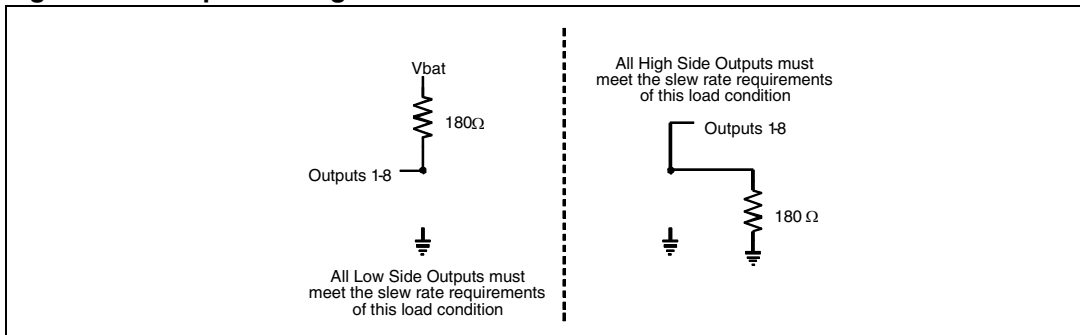 Vbat
180Ω
Outputs 1-8
All Low Side Outputs must
meet the slew rate requirements
of this load condition
All High Side Outputs must
meet the slew rate requirements
of this load condition
Outputs 1-8
180 Ω